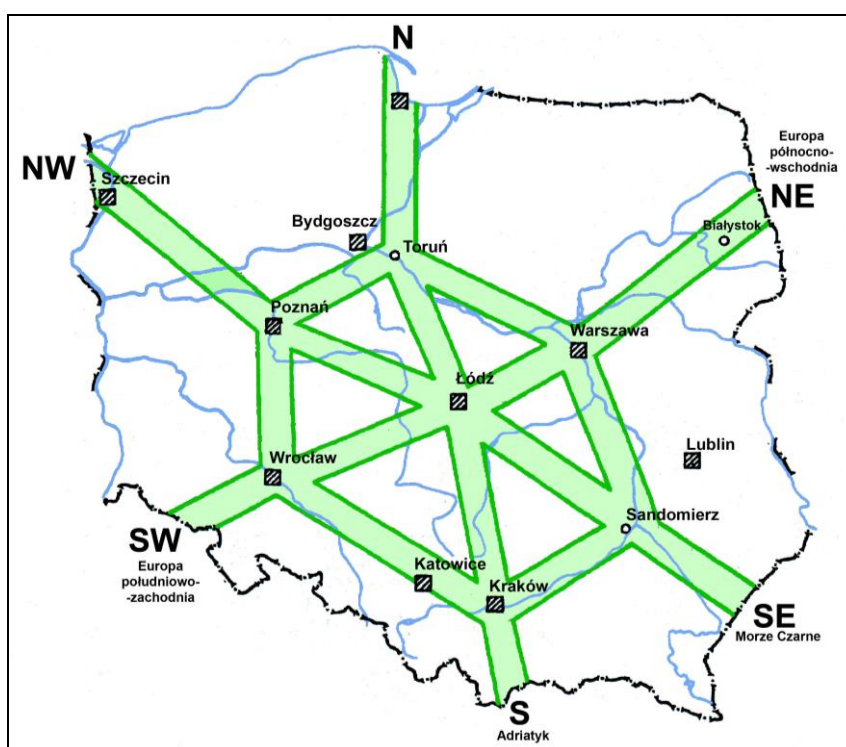 N
Europa
północno-
-wschodnia
NW
Szczecin
NE
Bydgoszcz
Białystok
Toruń
Poznań
Warszawa
Łódź
Lublin
Wrocław
Sandomierz
SW
Europa
południowo-
-zachodnia
Katowice
Kraków
SE
Morze Czarne
S
Adriatyk